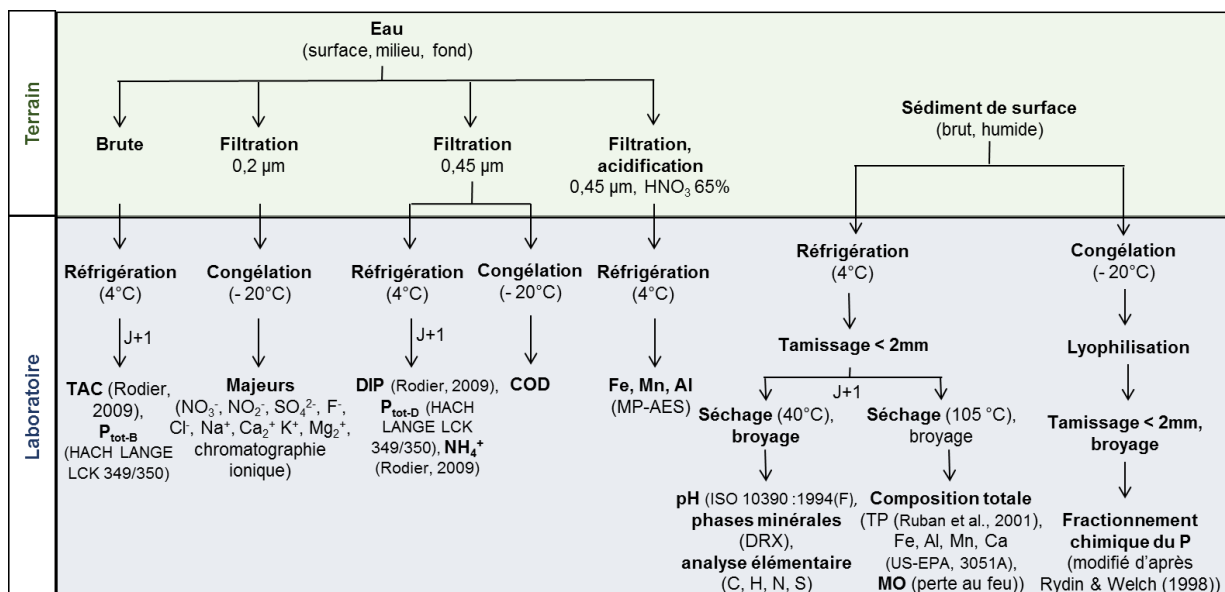 Terrain
Eau
(surface, milieu, fond)
Brute
Filtration
0,2 µm
Filtration
0,45 µm
Filtration,
acidification
0,45 µm, HNO₃ 65%
Sédiment de surface
(brut, humide)
Laboratoire
Réfrigération
(4°C)
J+1
TAC (Rodier,
2009),
P_tot-B
(HACH LANGE
LCK 349/350)
Congélation
(- 20°C)
Majeurs
(NO₃⁻, NO₂⁻, SO₄²⁻, F⁻,
Cl⁻, Na⁺, Ca₂⁺ K⁺, Mg₂⁺,
chromatographie
ionique)
Réfrigération
(4°C)
J+1
DIP (Rodier, 2009),
P_tot-D (HACH
LANGE LCK
349/350), NH₄⁺
(Rodier, 2009)
Congélation
(- 20°C)
COD
Réfrigération
(4°C)
Fe, Mn, Al
(MP-AES)
Réfrigération
(4°C)
Tamissage < 2mm
J+1
Séchage (40°C),
broyage
pH (ISO 10390 :1994(F),
phases minérales
(DRX),
analyse élémentaire
(C, H, N, S)
Séchage (105 °C),
broyage
Composition totale
(TP (Ruban et al., 2001),
Fe, Al, Mn, Ca
(US-EPA, 3051A),
MO (perte au feu))
Congélation
(- 20°C)
Lyophilisation
Tamissage < 2mm,
broyage
Fractionnement
chimique du P
(modifié d'après
Rydin & Welch (1998))